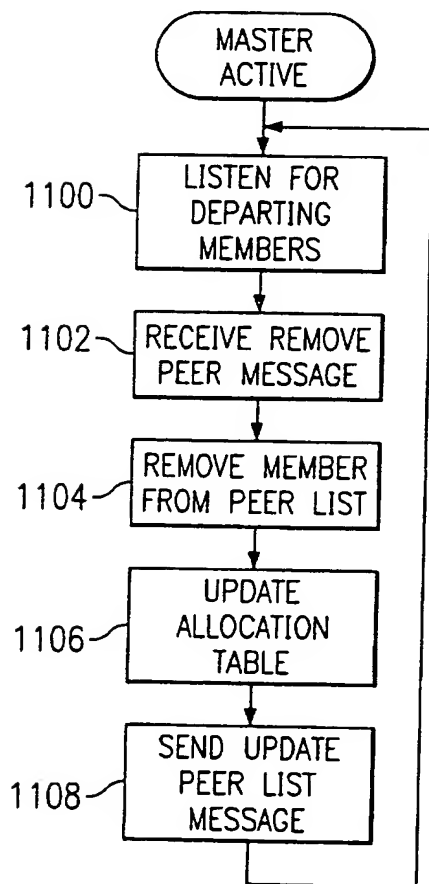 MASTER
ACTIVE
1100
LISTEN FOR
DEPARTING
MEMBERS
1102
RECEIVE REMOVE
PEER MESSAGE
1104
REMOVE MEMBER
FROM PEER LIST
1106
UPDATE
ALLOCATION
TABLE
1108
SEND UPDATE
PEER LIST
MESSAGE